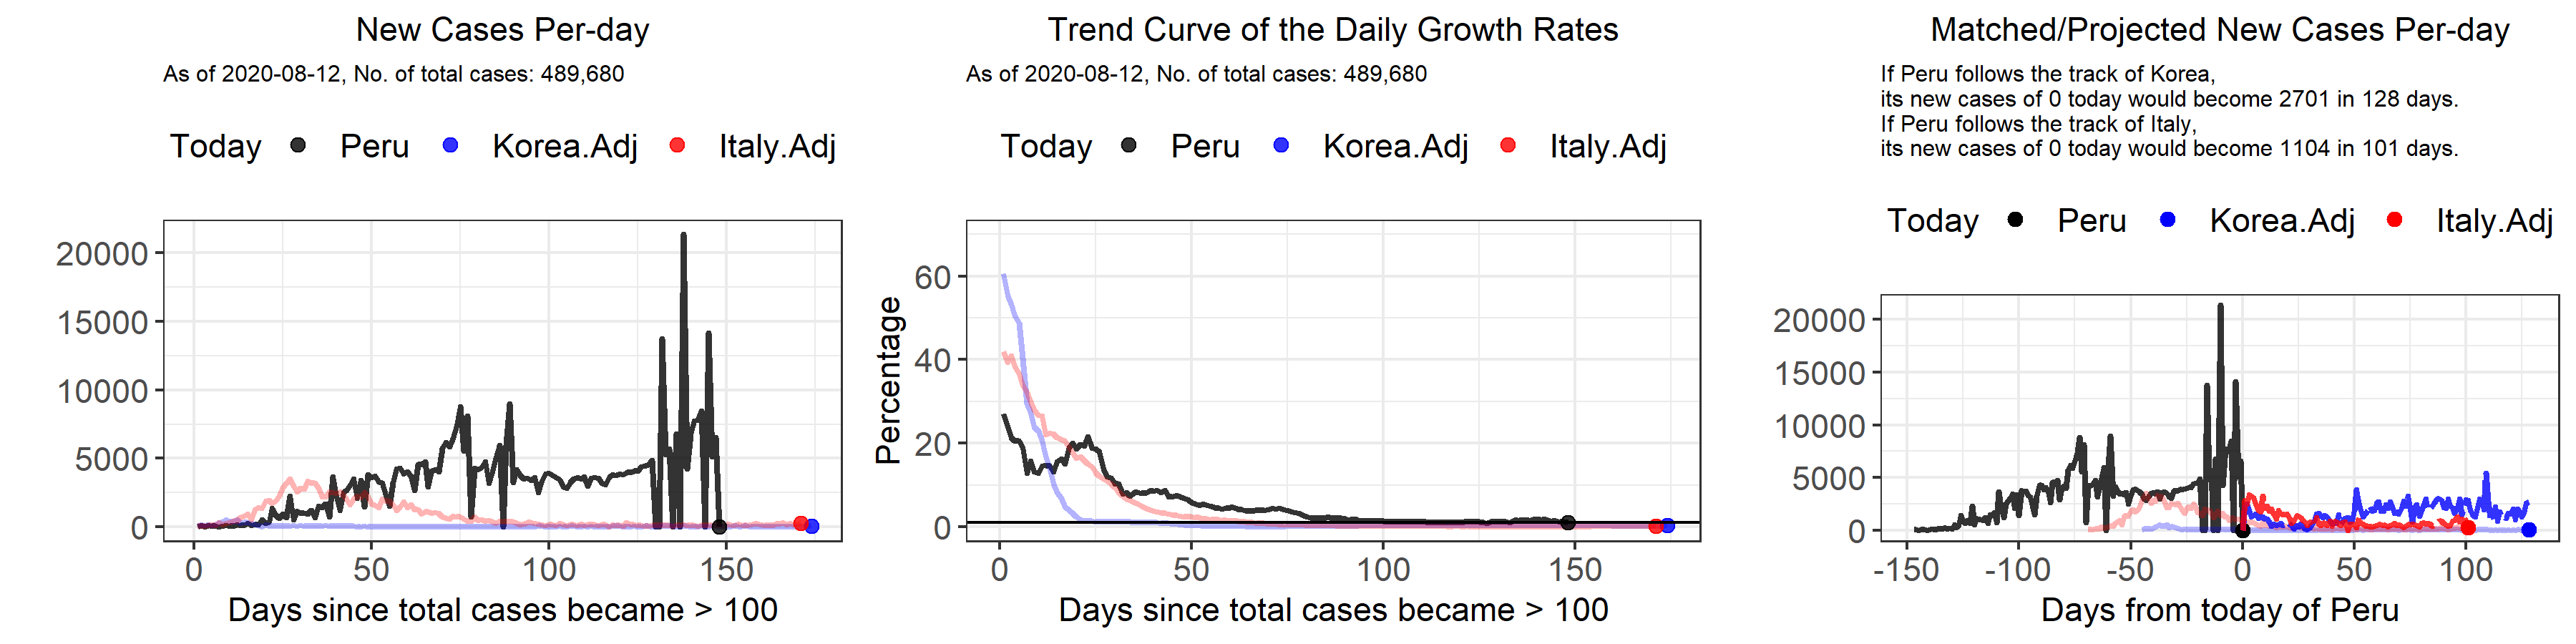 New Cases Per-day
As of 2020-08-12, No. of total cases: 489,680
Today Peru Korea.Adj Italy.Adj
20000
15000
10000
5000
0
0 50 100 150
Days since total cases became > 100
Trend Curve of the Daily Growth Rates
As of 2020-08-12, No. of total cases: 489,680
Today Peru Korea.Adj Italy.Adj
Percentage
60
40
20
0
0 50 100 150
Days since total cases became > 100
Matched/Projected New Cases Per-day
If Peru follows the track of Korea,
its new cases of 0 today would become 2701 in 128 days.
If Peru follows the track of Italy,
its new cases of 0 today would become 1104 in 101 days.
Today Peru Korea.Adj Italy.Adj
20000
15000
10000
5000
0
-150 -100 -50 0 50 100
Days from today of Peru